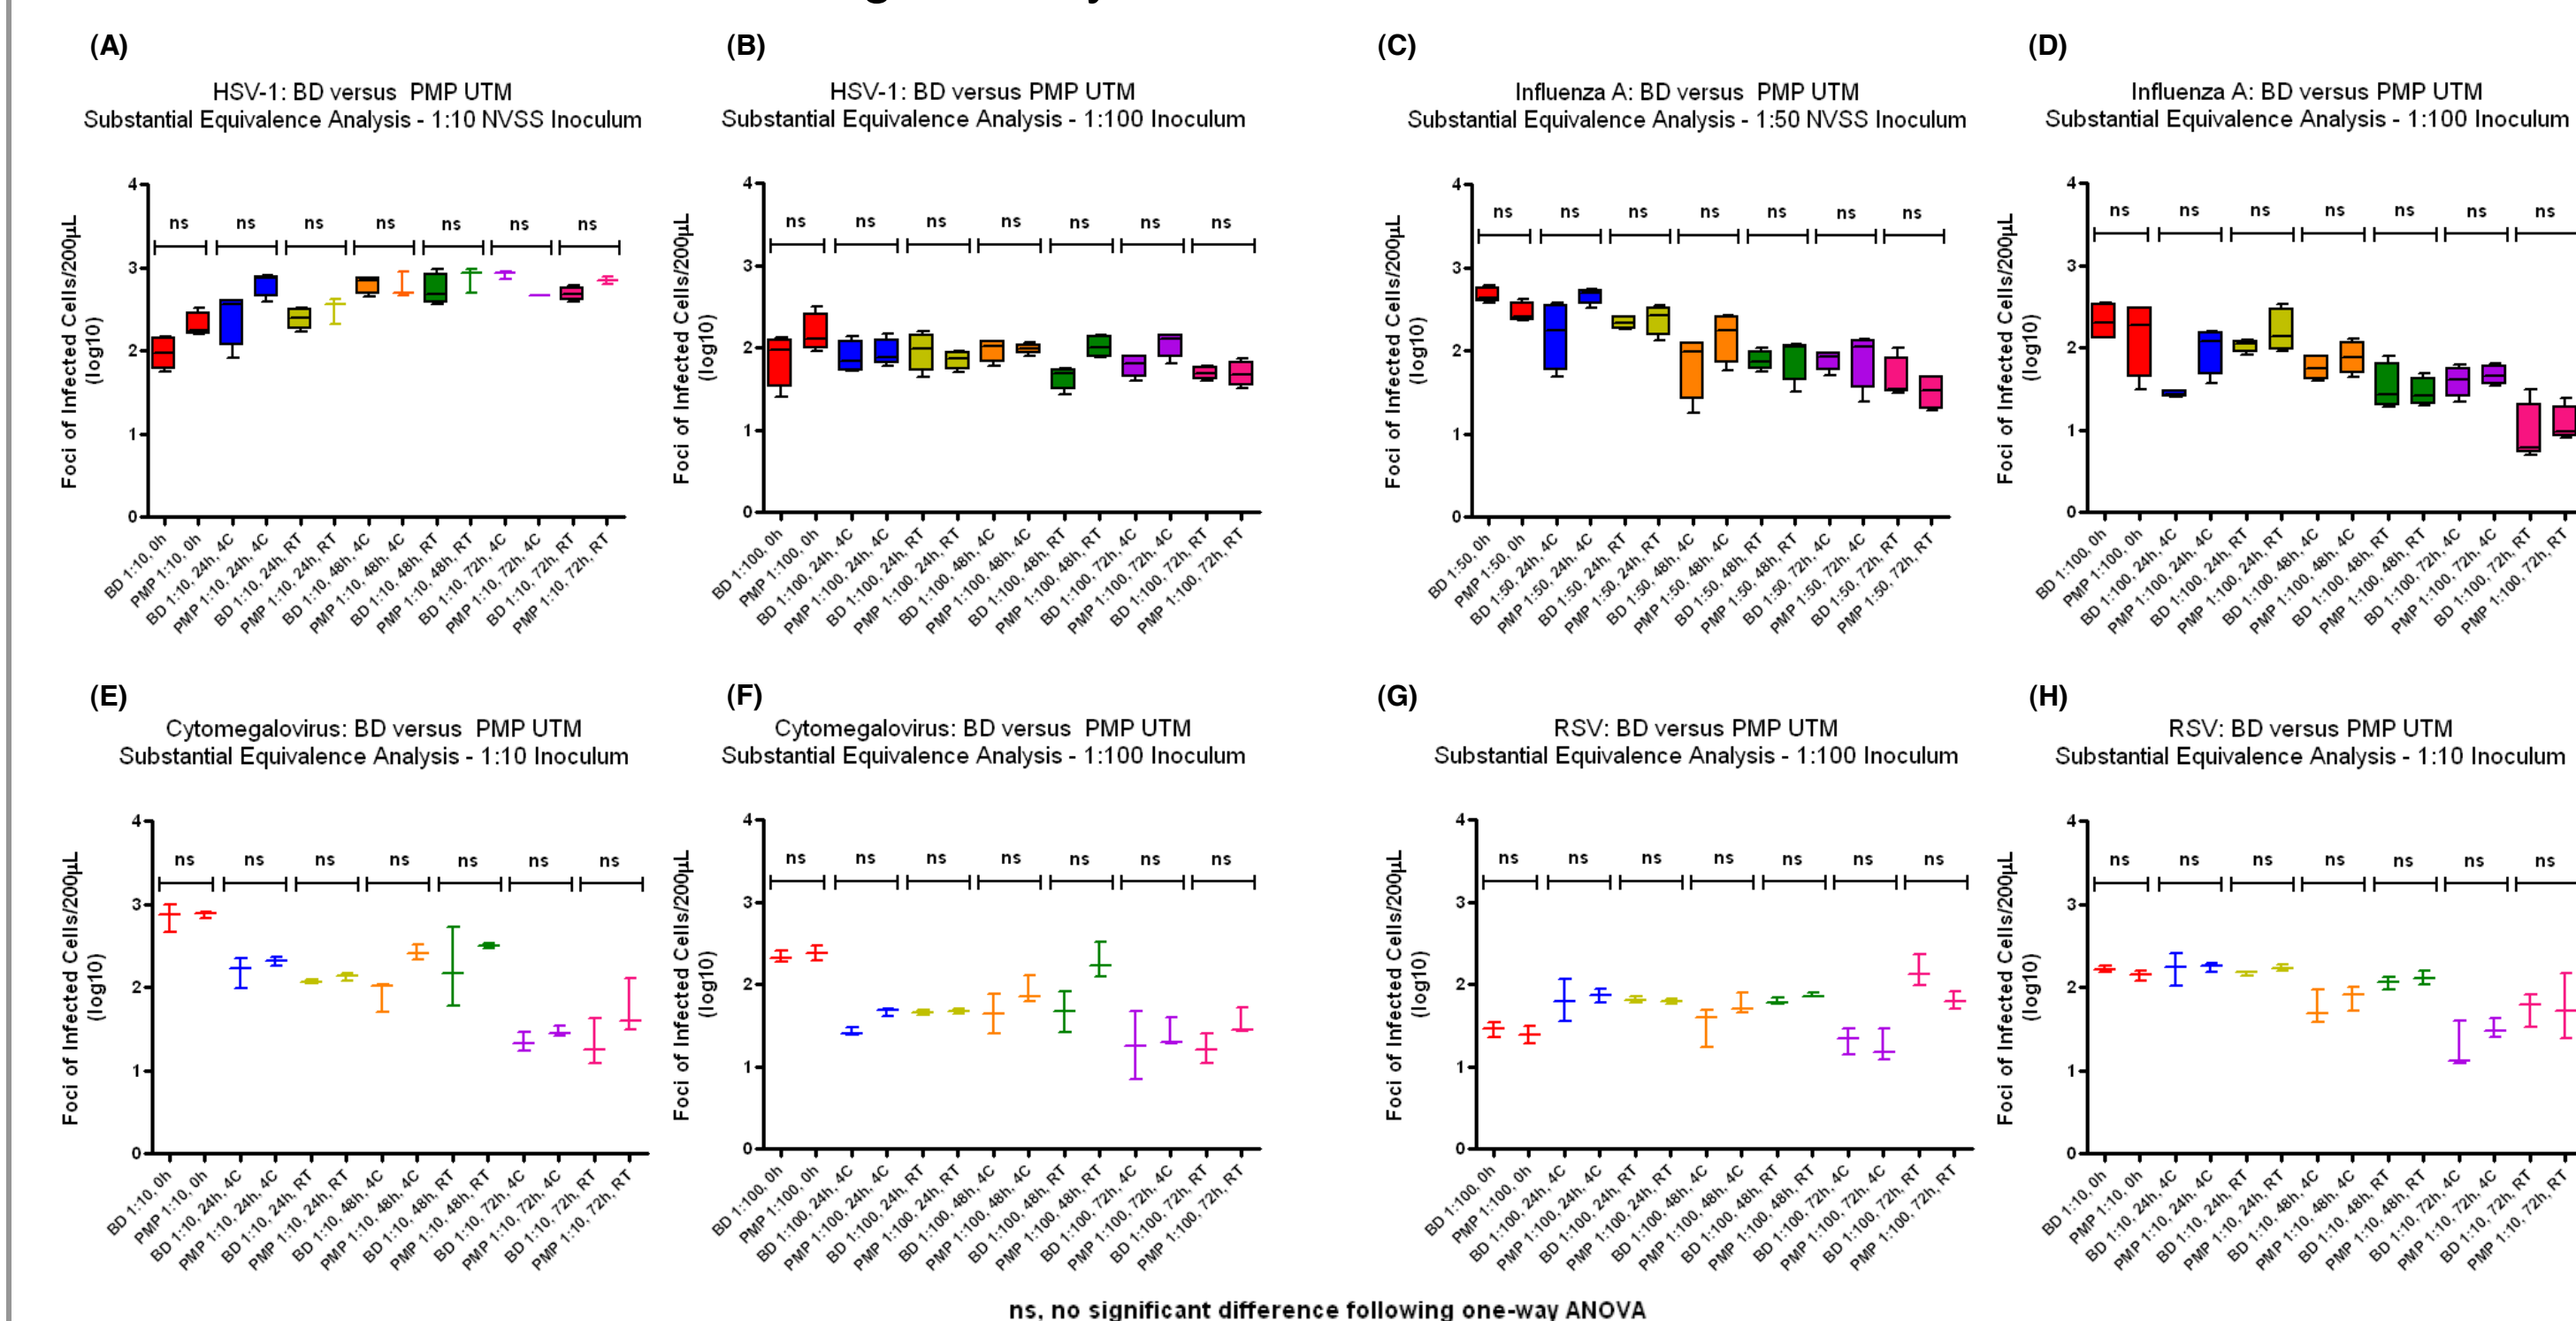 (A)
HSV-1: BD versus PMP UTM
Substantial Equivalence Analysis - 1:10 NVSS Inoculum
Foci of Infected Cells/200µL
(log10)
4
3
2
1
0
ns
ns
ns
ns
ns
ns
ns
BD 1:10, 0h
PMP 1:10, 0h
BD 1:10, 24h, 4C
PMP 1:10, 24h, 4C
BD 1:10, 24h, RT
PMP 1:10, 24h, RT
BD 1:10, 48h, 4C
PMP 1:10, 48h, 4C
BD 1:10, 48h, RT
PMP 1:10, 48h, RT
BD 1:10, 72h, 4C
PMP 1:10, 72h, 4C
BD 1:10, 72h, RT
PMP 1:10, 72h, RT
(B)
HSV-1: BD versus PMP UTM
Substantial Equivalence Analysis - 1:100 Inoculum
Foci of Infected Cells/200µL
(log10)
4
3
2
1
0
ns
ns
ns
ns
ns
ns
ns
BD 1:100, 0h
PMP 1:100, 0h
BD 1:100, 24h, 4C
PMP 1:100, 24h, 4C
BD 1:100, 24h, RT
PMP 1:100, 24h, RT
BD 1:100, 48h, 4C
PMP 1:100, 48h, 4C
BD 1:100, 48h, RT
PMP 1:100, 48h, RT
BD 1:100, 72h, 4C
PMP 1:100, 72h, 4C
BD 1:100, 72h, RT
PMP 1:100, 72h, RT
(C)
Influenza A: BD versus PMP UTM
Substantial Equivalence Analysis - 1:50 NVSS Inoculum
Foci of Infected Cells/200µL
(log10)
4
3
2
1
0
ns
ns
ns
ns
ns
ns
ns
BD 1:50, 0h
PMP 1:50, 0h
BD 1:50, 24h, 4C
PMP 1:50, 24h, 4C
BD 1:50, 24h, RT
PMP 1:50, 24h, RT
BD 1:50, 48h, 4C
PMP 1:50, 48h, 4C
BD 1:50, 48h, RT
PMP 1:50, 48h, RT
BD 1:50, 72h, 4C
PMP 1:50, 72h, 4C
BD 1:50, 72h, RT
PMP 1:50, 72h, RT
(D)
Influenza A: BD versus PMP UTM
Substantial Equivalence Analysis - 1:100 Inoculum
Foci of Infected Cells/200µL
(log10)
4
3
2
1
0
ns
ns
ns
ns
ns
ns
ns
BD 1:100, 0h
PMP 1:100, 0h
BD 1:100, 24h, 4C
PMP 1:100, 24h, 4C
BD 1:100, 24h, RT
PMP 1:100, 24h, RT
BD 1:100, 48h, 4C
PMP 1:100, 48h, 4C
BD 1:100, 48h, RT
PMP 1:100, 48h, RT
BD 1:100, 72h, 4C
PMP 1:100, 72h, 4C
BD 1:100, 72h, RT
PMP 1:100, 72h, RT
(E)
Cytomegalovirus: BD versus PMP UTM
Substantial Equivalence Analysis - 1:10 Inoculum
Foci of Infected Cells/200µL
(log10)
4
3
2
1
0
ns
ns
ns
ns
ns
ns
ns
BD 1:10, 0h
PMP 1:10, 0h
BD 1:10, 24h, 4C
PMP 1:10, 24h, 4C
BD 1:10, 24h, RT
PMP 1:10, 24h, RT
BD 1:10, 48h, 4C
PMP 1:10, 48h, 4C
BD 1:10, 48h, RT
PMP 1:10, 48h, RT
BD 1:10, 72h, 4C
PMP 1:10, 72h, 4C
BD 1:10, 72h, RT
PMP 1:10, 72h, RT
(F)
Cytomegalovirus: BD versus PMP UTM
Substantial Equivalence Analysis - 1:100 Inoculum
Foci of Infected Cells/200µL
(log10)
4
3
2
1
0
ns
ns
ns
ns
ns
ns
ns
BD 1:100, 0h
PMP 1:100, 0h
BD 1:100, 24h, 4C
PMP 1:100, 24h, 4C
BD 1:100, 24h, RT
PMP 1:100, 24h, RT
BD 1:100, 48h, 4C
PMP 1:100, 48h, 4C
BD 1:100, 48h, RT
PMP 1:100, 48h, RT
BD 1:100, 72h, 4C
PMP 1:100, 72h, 4C
BD 1:100, 72h, RT
PMP 1:100, 72h, RT
(G)
RSV: BD versus PMP UTM
Substantial Equivalence Analysis - 1:100 Inoculum
Foci of Infected Cells/200µL
(log10)
4
3
2
1
0
ns
ns
ns
ns
ns
ns
ns
BD 1:100, 0h
PMP 1:100, 0h
BD 1:100, 24h, 4C
PMP 1:100, 24h, 4C
BD 1:100, 24h, RT
PMP 1:100, 24h, RT
BD 1:100, 48h, 4C
PMP 1:100, 48h, 4C
BD 1:100, 48h, RT
PMP 1:100, 48h, RT
BD 1:100, 72h, 4C
PMP 1:100, 72h, 4C
BD 1:100, 72h, RT
PMP 1:100, 72h, RT
(H)
RSV: BD versus PMP UTM
Substantial Equivalence Analysis - 1:10 Inoculum
Foci of Infected Cells/200µL
(log10)
4
3
2
1
0
ns
ns
ns
ns
ns
ns
ns
BD 1:10, 0h
PMP 1:10, 0h
BD 1:10, 24h, 4C
PMP 1:10, 24h, 4C
BD 1:10, 24h, RT
PMP 1:10, 24h, RT
BD 1:10, 48h, 4C
PMP 1:10, 48h, 4C
BD 1:10, 48h, RT
PMP 1:10, 48h, RT
BD 1:10, 72h, 4C
PMP 1:10, 72h, 4C
BD 1:10, 72h, RT
PMP 1:10, 72h, RT
ns, no significant difference following one-way ANOVA